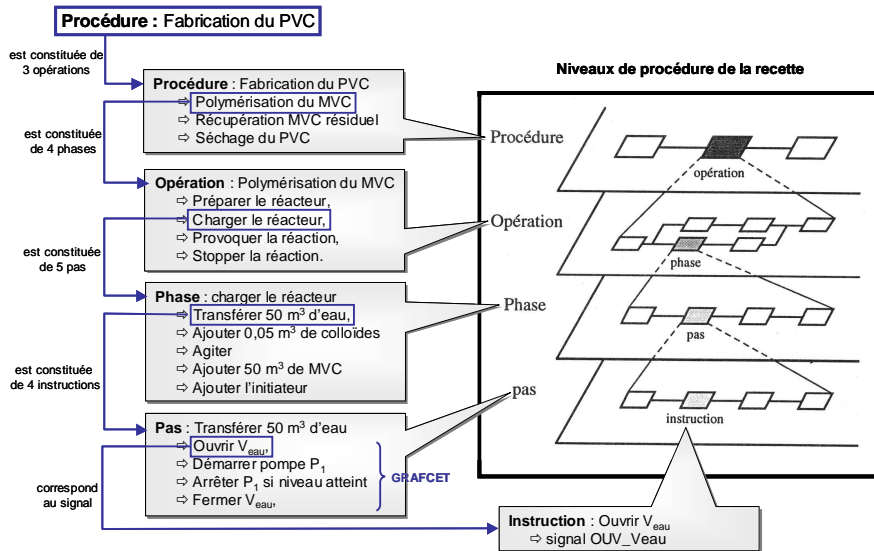 Procédure : Fabrication du PVC
est constituée de
3 opérations
Procédure : Fabrication du PVC
⇨ Polymérisation du MVC
⇨ Récupération MVC résiduel
⇨ Séchage du PVC
est constituée
de 4 phases
Opération : Polymérisation du MVC
⇨ Préparer le réacteur,
⇨ Charger le réacteur,
⇨ Provoquer la réaction,
⇨ Stopper la réaction.
est constituée
de 5 pas
Phase : charger le réacteur
⇨ Transférer 50 m³ d'eau,
⇨ Ajouter 0,05 m³ de colloïdes
⇨ Agiter
⇨ Ajouter 50 m³ de MVC
⇨ Ajouter l'initiateur
est constituée
de 4 instructions
Pas : Transférer 50 m³ d'eau
⇨ Ouvrir Veau,
⇨ Démarrer pompe P1
⇨ Arrêter P1 si niveau atteint
⇨ Fermer Veau,
GRAFCET
correspond
au signal
Niveaux de procédure de la recette
Procédure
opération
Opération
phase
Phase
pas
pas
instruction
Instruction : Ouvrir Veau
⇨ signal OUV_Veau